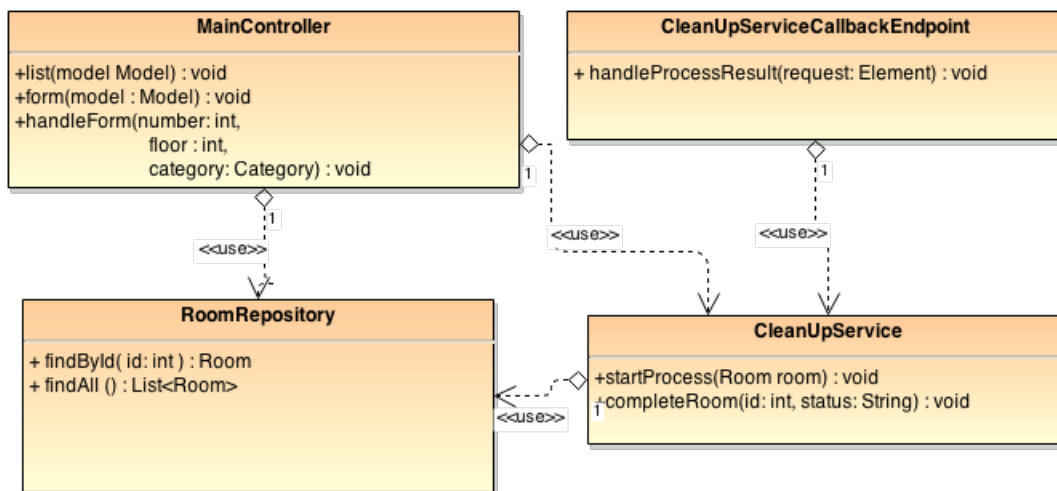 MainController
+list(model Model) : void
+form(model : Model) : void
+handleForm(number: int,
floor : int,
category: Category) : void
CleanUpServiceCallbackEndpoint
+ handleProcessResult(request: Element) : void
1
1
1
<<use>>
<<use>>
<<use>>
RoomRepository
+ findById( id: int ) : Room
+ findAll () : List<Room>
CleanUpService
+startProcess(Room room) : void
+completeRoom(id: int, status: String) : void
1
<<use>>